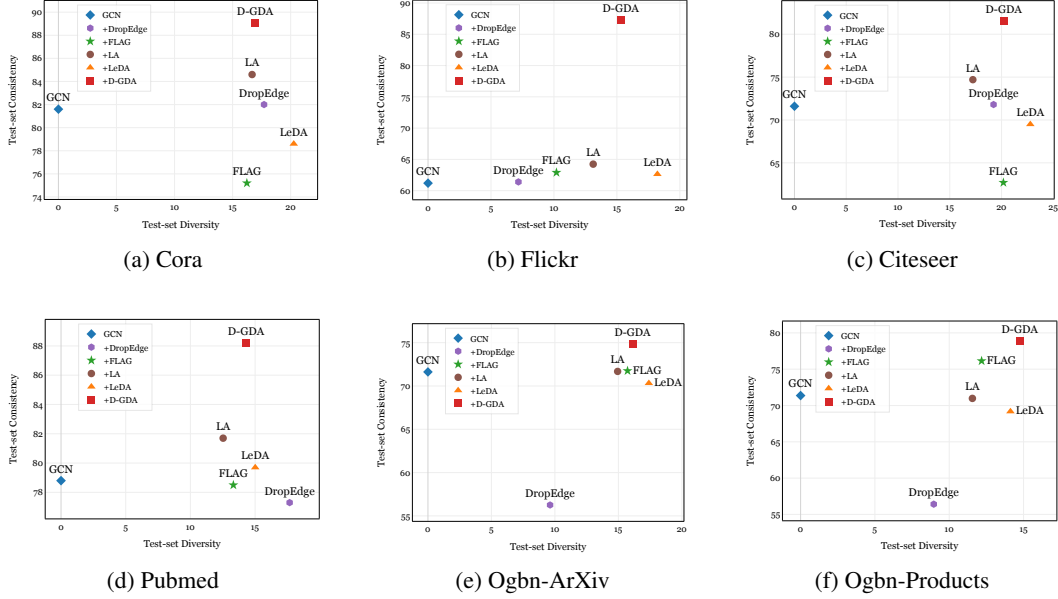 90
88
86
84
82
80
78
76
74
0
5
10
15
20
Test-set Consistency
Test-set Diversity
GCN
+DropEdge
+FLAG
+LA
+LeDA
+D-GDA
D-GDA
LA
DropEdge
GCN
LeDA
FLAG
(a) Cora
90
85
80
75
70
65
60
0
5
10
15
20
Test-set Consistency
Test-set Diversity
GCN
+DropEdge
+FLAG
+LA
+LeDA
+D-GDA
D-GDA
GCN
DropEdge
FLAG
LA
LeDA
(b) Flickr
80
75
70
65
0
5
10
15
20
25
Test-set Consistency
Test-set Diversity
GCN
+DropEdge
+FLAG
+LA
+LeDA
+D-GDA
D-GDA
LA
GCN
DropEdge
LeDA
FLAG
(c) Citeseer
88
86
84
82
80
78
0
5
10
15
Test-set Consistency
Test-set Diversity
GCN
+DropEdge
+FLAG
+LA
+LeDA
+D-GDA
D-GDA
LA
GCN
LeDA
FLAG
DropEdge
(d) Pubmed
75
70
65
60
55
0
5
10
15
20
Test-set Consistency
Test-set Diversity
GCN
+DropEdge
+FLAG
+LA
+LeDA
+D-GDA
D-GDA
GCN
LA
FLAG
LeDA
DropEdge
(e) Ogbn-ArXiv
80
75
70
65
60
55
0
5
10
15
Test-set Consistency
Test-set Diversity
GCN
+DropEdge
+FLAG
+LA
+LeDA
+D-GDA
D-GDA
FLAG
GCN
LA
LeDA
DropEdge
(f) Ogbn-Products